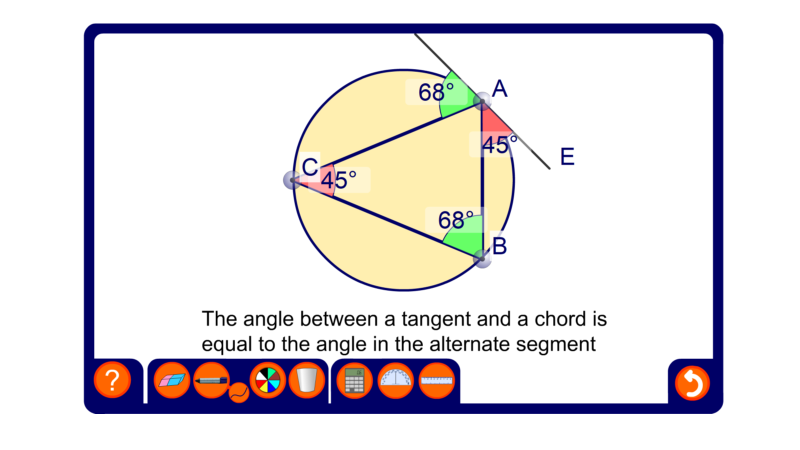 A
68°
45°
E
C
45°
68°
B
The angle between a tangent and a chord is
equal to the angle in the alternate segment
?